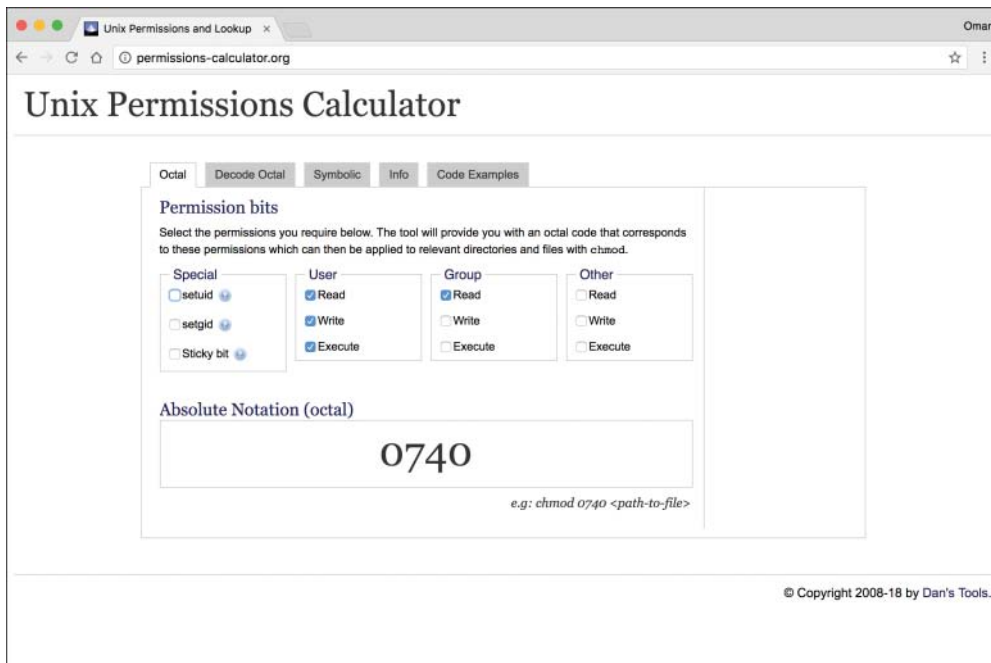 Unix Permissions and Lookup ×
Omar
permissions-calculator.org
Unix Permissions Calculator
Octal Decode Octal Symbolic Info Code Examples
Permission bits
Select the permissions you require below. The tool will provide you with an octal code that corresponds
to these permissions which can then be applied to relevant directories and files with chmod.
Special User Group Other
setuid ? Read Read Read
setgid ? Write Write Write
Sticky bit ? Execute Execute Execute
Absolute Notation (octal)
0740
e.g: chmod 0740 <path-to-file>
© Copyright 2008-18 by Dan's Tools.